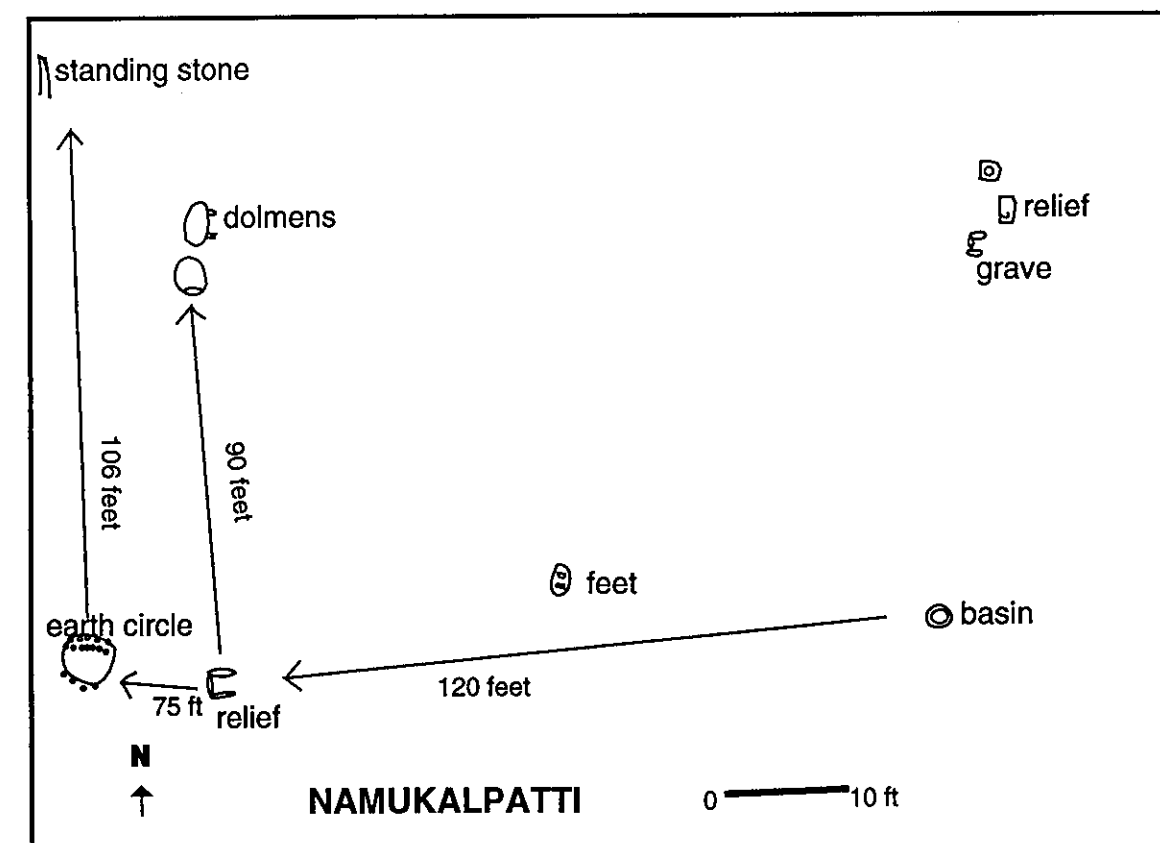 standing stone
dolmens
relief
grave
106 feet
90 feet
feet
earth circle
basin
120 feet
75 ft
relief
N
NAMUKALPATTI
0 10 ft